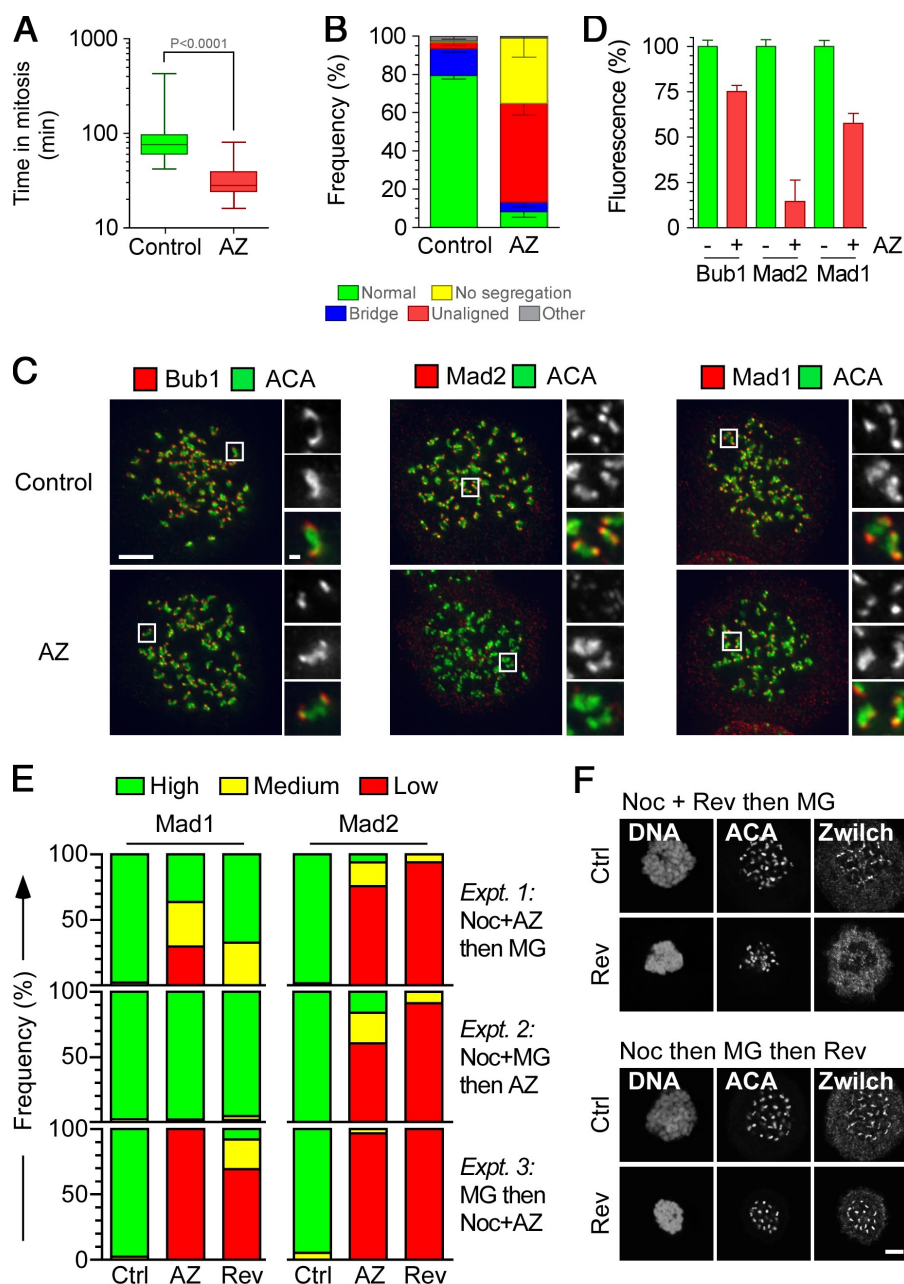 A
1000
100
10
Time in mitosis
(min)
P<0.0001
Control
AZ
B
100
80
60
40
20
0
Frequency (%)
Control
AZ
Normal
No segregation
Bridge
Unaligned
Other
D
100
75
50
25
0
Fluorescence (%)
- + - + - + AZ
Bub1 Mad2 Mad1
C
Bub1 ACA
Mad2 ACA
Mad1 ACA
Control
AZ
E
High Medium Low
Mad1 Mad2
Frequency (%)
100
50
Expt. 1:
Noc+AZ
then MG
100
50
Expt. 2:
Noc+MG
then AZ
100
50
0
Expt. 3:
MG then
Noc+AZ
Ctrl AZ Rev
Ctrl AZ Rev
F
Noc + Rev then MG
DNA ACA Zwilch
Ctrl
Rev
Noc then MG then Rev
DNA ACA Zwilch
Ctrl
Rev